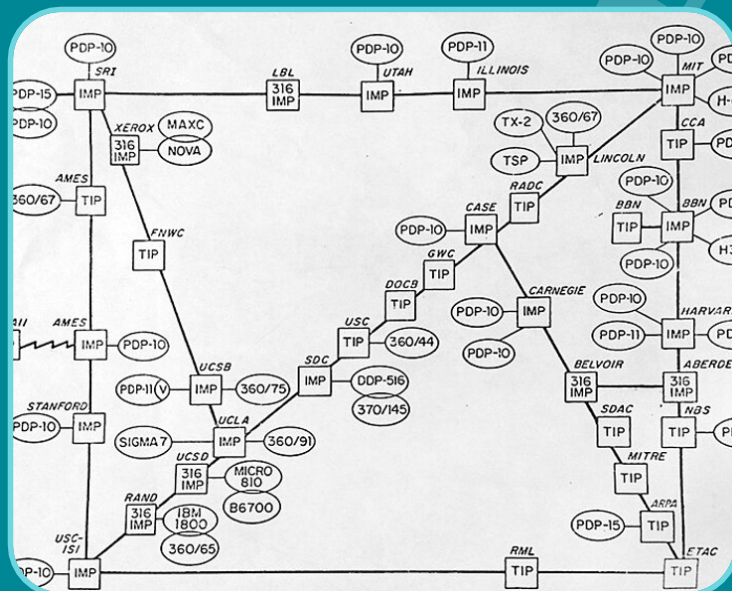 PDP-10
PDP-10
PDP-11
PDP-10
PDP-10
SRI
LBL
UTAH
ILLINOIS
MIT
PDP-15
IMP
316
IMP
IMP
IMP
IMP
PDP-10
XEROX
MAXC
316
IMP
NOVA
TX-2
360/67
CCA
TIP
TSP
IMP
LINCOLN
AMES
360/67
TIP
RADC
TIP
PDP-10
BBN
BBN
TIP
IMP
PDP-10
CASE
PDP-10
IMP
FNWC
TIP
GWC
TIP
DOCB
TIP
CARNEGIE
PDP-10
IMP
PDP-10
PDP-10
HARVAR
PDP-11
IMP
AMES
IMP
PDP-10
USC
TIP
360/44
SDC
IMP
DDP-516
370/145
BELVOIR
316
IMP
ABERDE
316
IMP
UCSB
PDP-11
V
IMP
360/75
STANFORD
PDP-10
IMP
UCLA
SIGMA 7
IMP
360/91
SDAC
TIP
NBS
TIP
UCSD
316
IMP
MICRO
810
B6700
MITRE
TIP
RAND
316
IMP
IBM
1800
360/65
ARPA
PDP-15
TIP
USC-
ISI
IMP
RML
TIP
ETAC
TIP